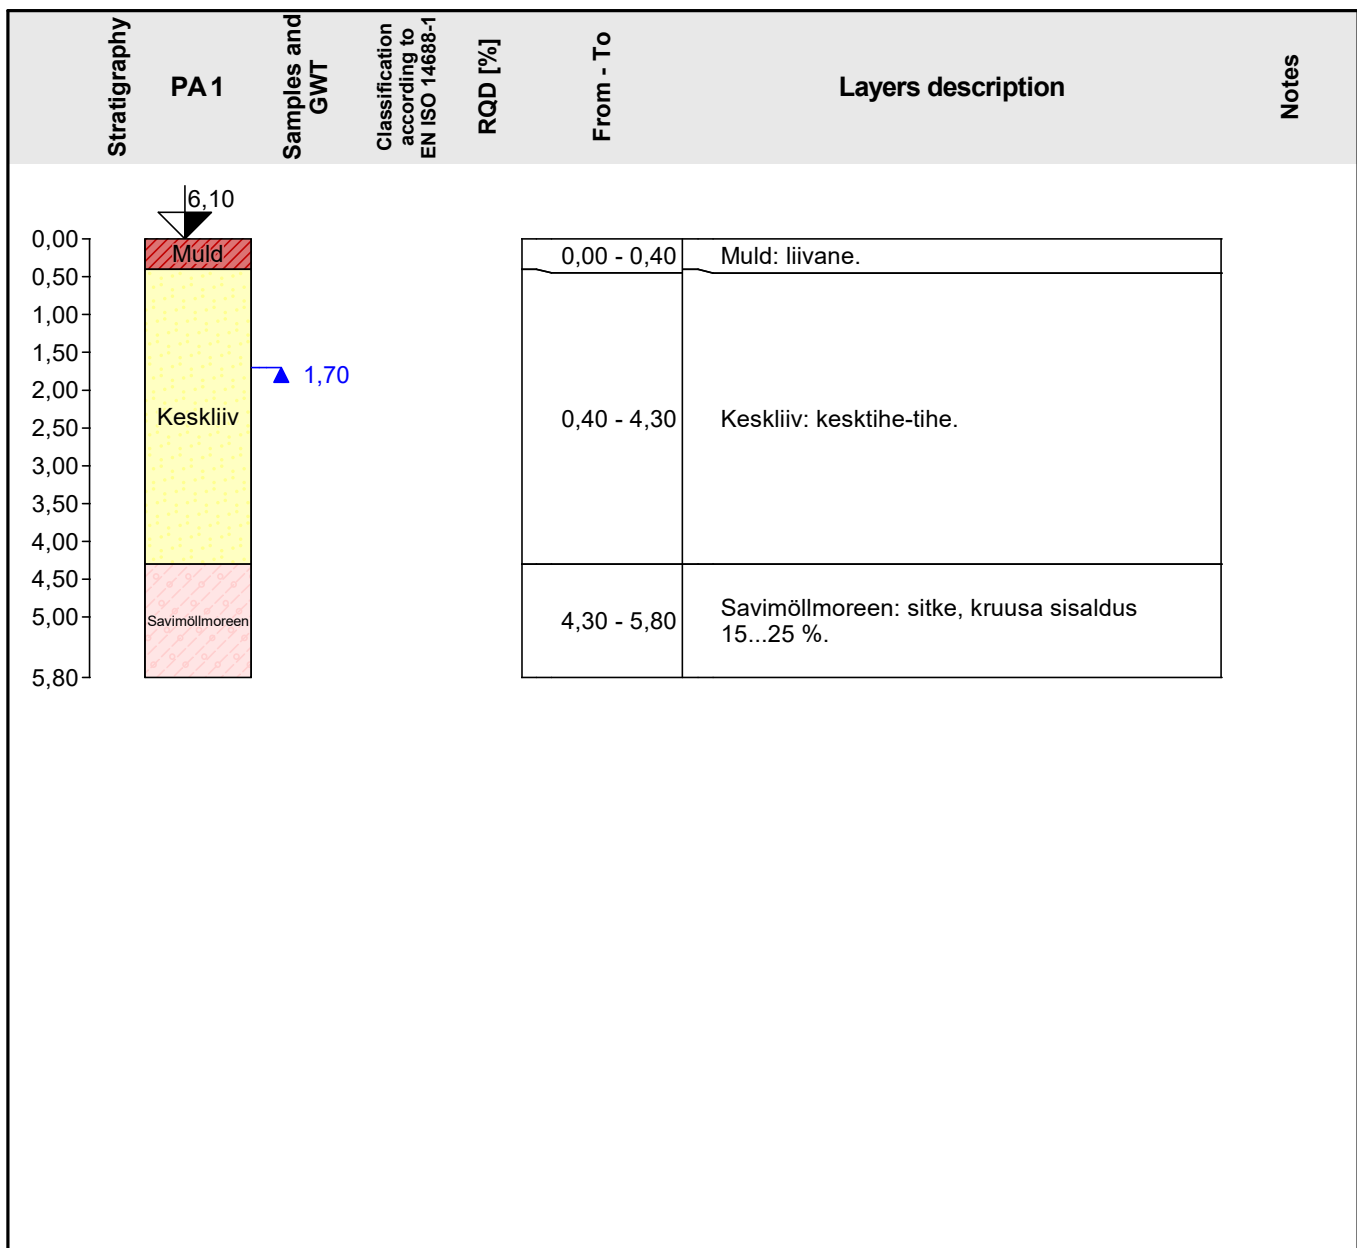 Stratigraphy
PA 1
Samples and
GWT
Classification
according to
EN ISO 14688-1
RQD [%]
From - To
Layers description
Notes
6,10
0,00
0,50
1,00
1,50
2,00
2,50
3,00
3,50
4,00
4,50
5,00
5,80
Muld
Keskliiv
Savimöllmoreen
1,70
0,00 - 0,40 Muld: liivane.
0,40 - 4,30 Keskliiv: kesktihe-tihe.
4,30 - 5,80 Savimöllmoreen: sitke, kruusa sisaldus
15...25 %.